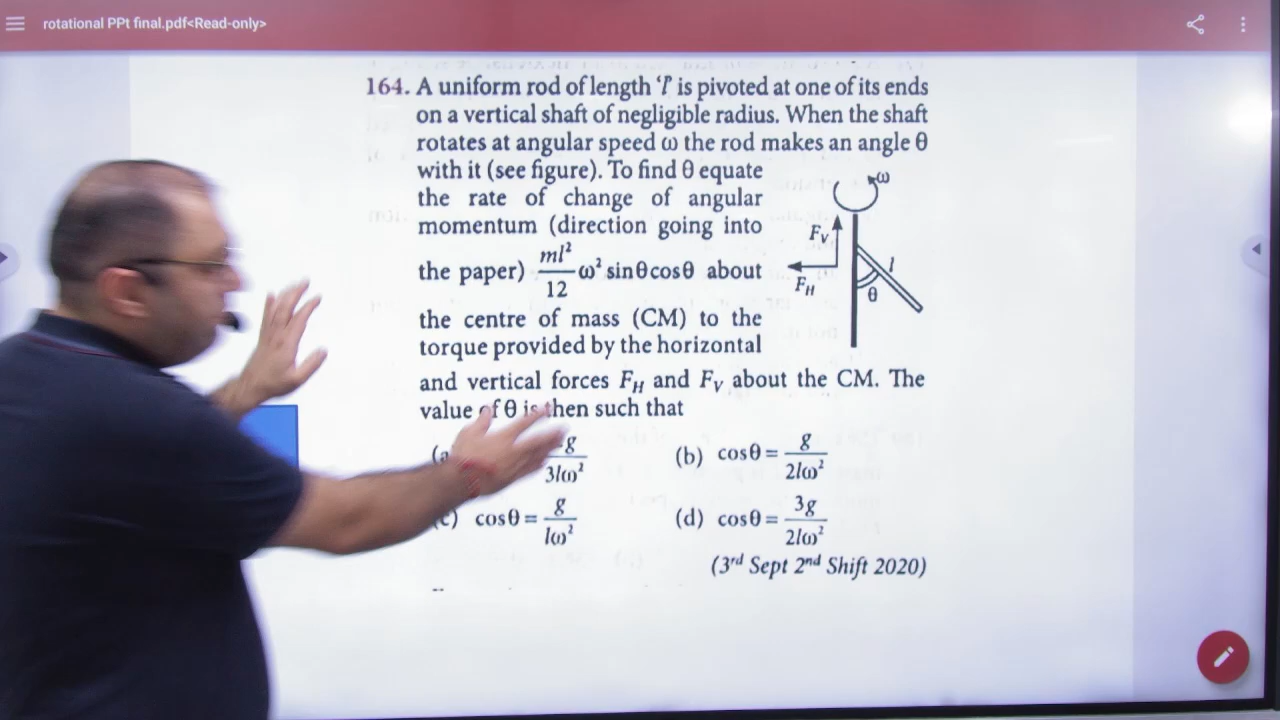 rotational PPt final.pdf<Read-only>
164. A uniform rod of length 'l' is pivoted at one of its ends
on a vertical shaft of negligible radius. When the shaft
rotates at angular speed ω the rod makes an angle θ
with it (see figure). To find θ equate
the rate of change of angular
momentum (direction going into
the paper) ml²/12 ω² sinθcosθ about
the centre of mass (CM) to the
torque provided by the horizontal
and vertical forces F_H and F_V about the CM. The
value of θ is then such that
ω
F_V
F_H
l
θ
g/3lω²
(b) cosθ = g/2lω²
(c) cosθ = g/lω²
(d) cosθ = 3g/2lω²
(3rd Sept 2nd Shift 2020)